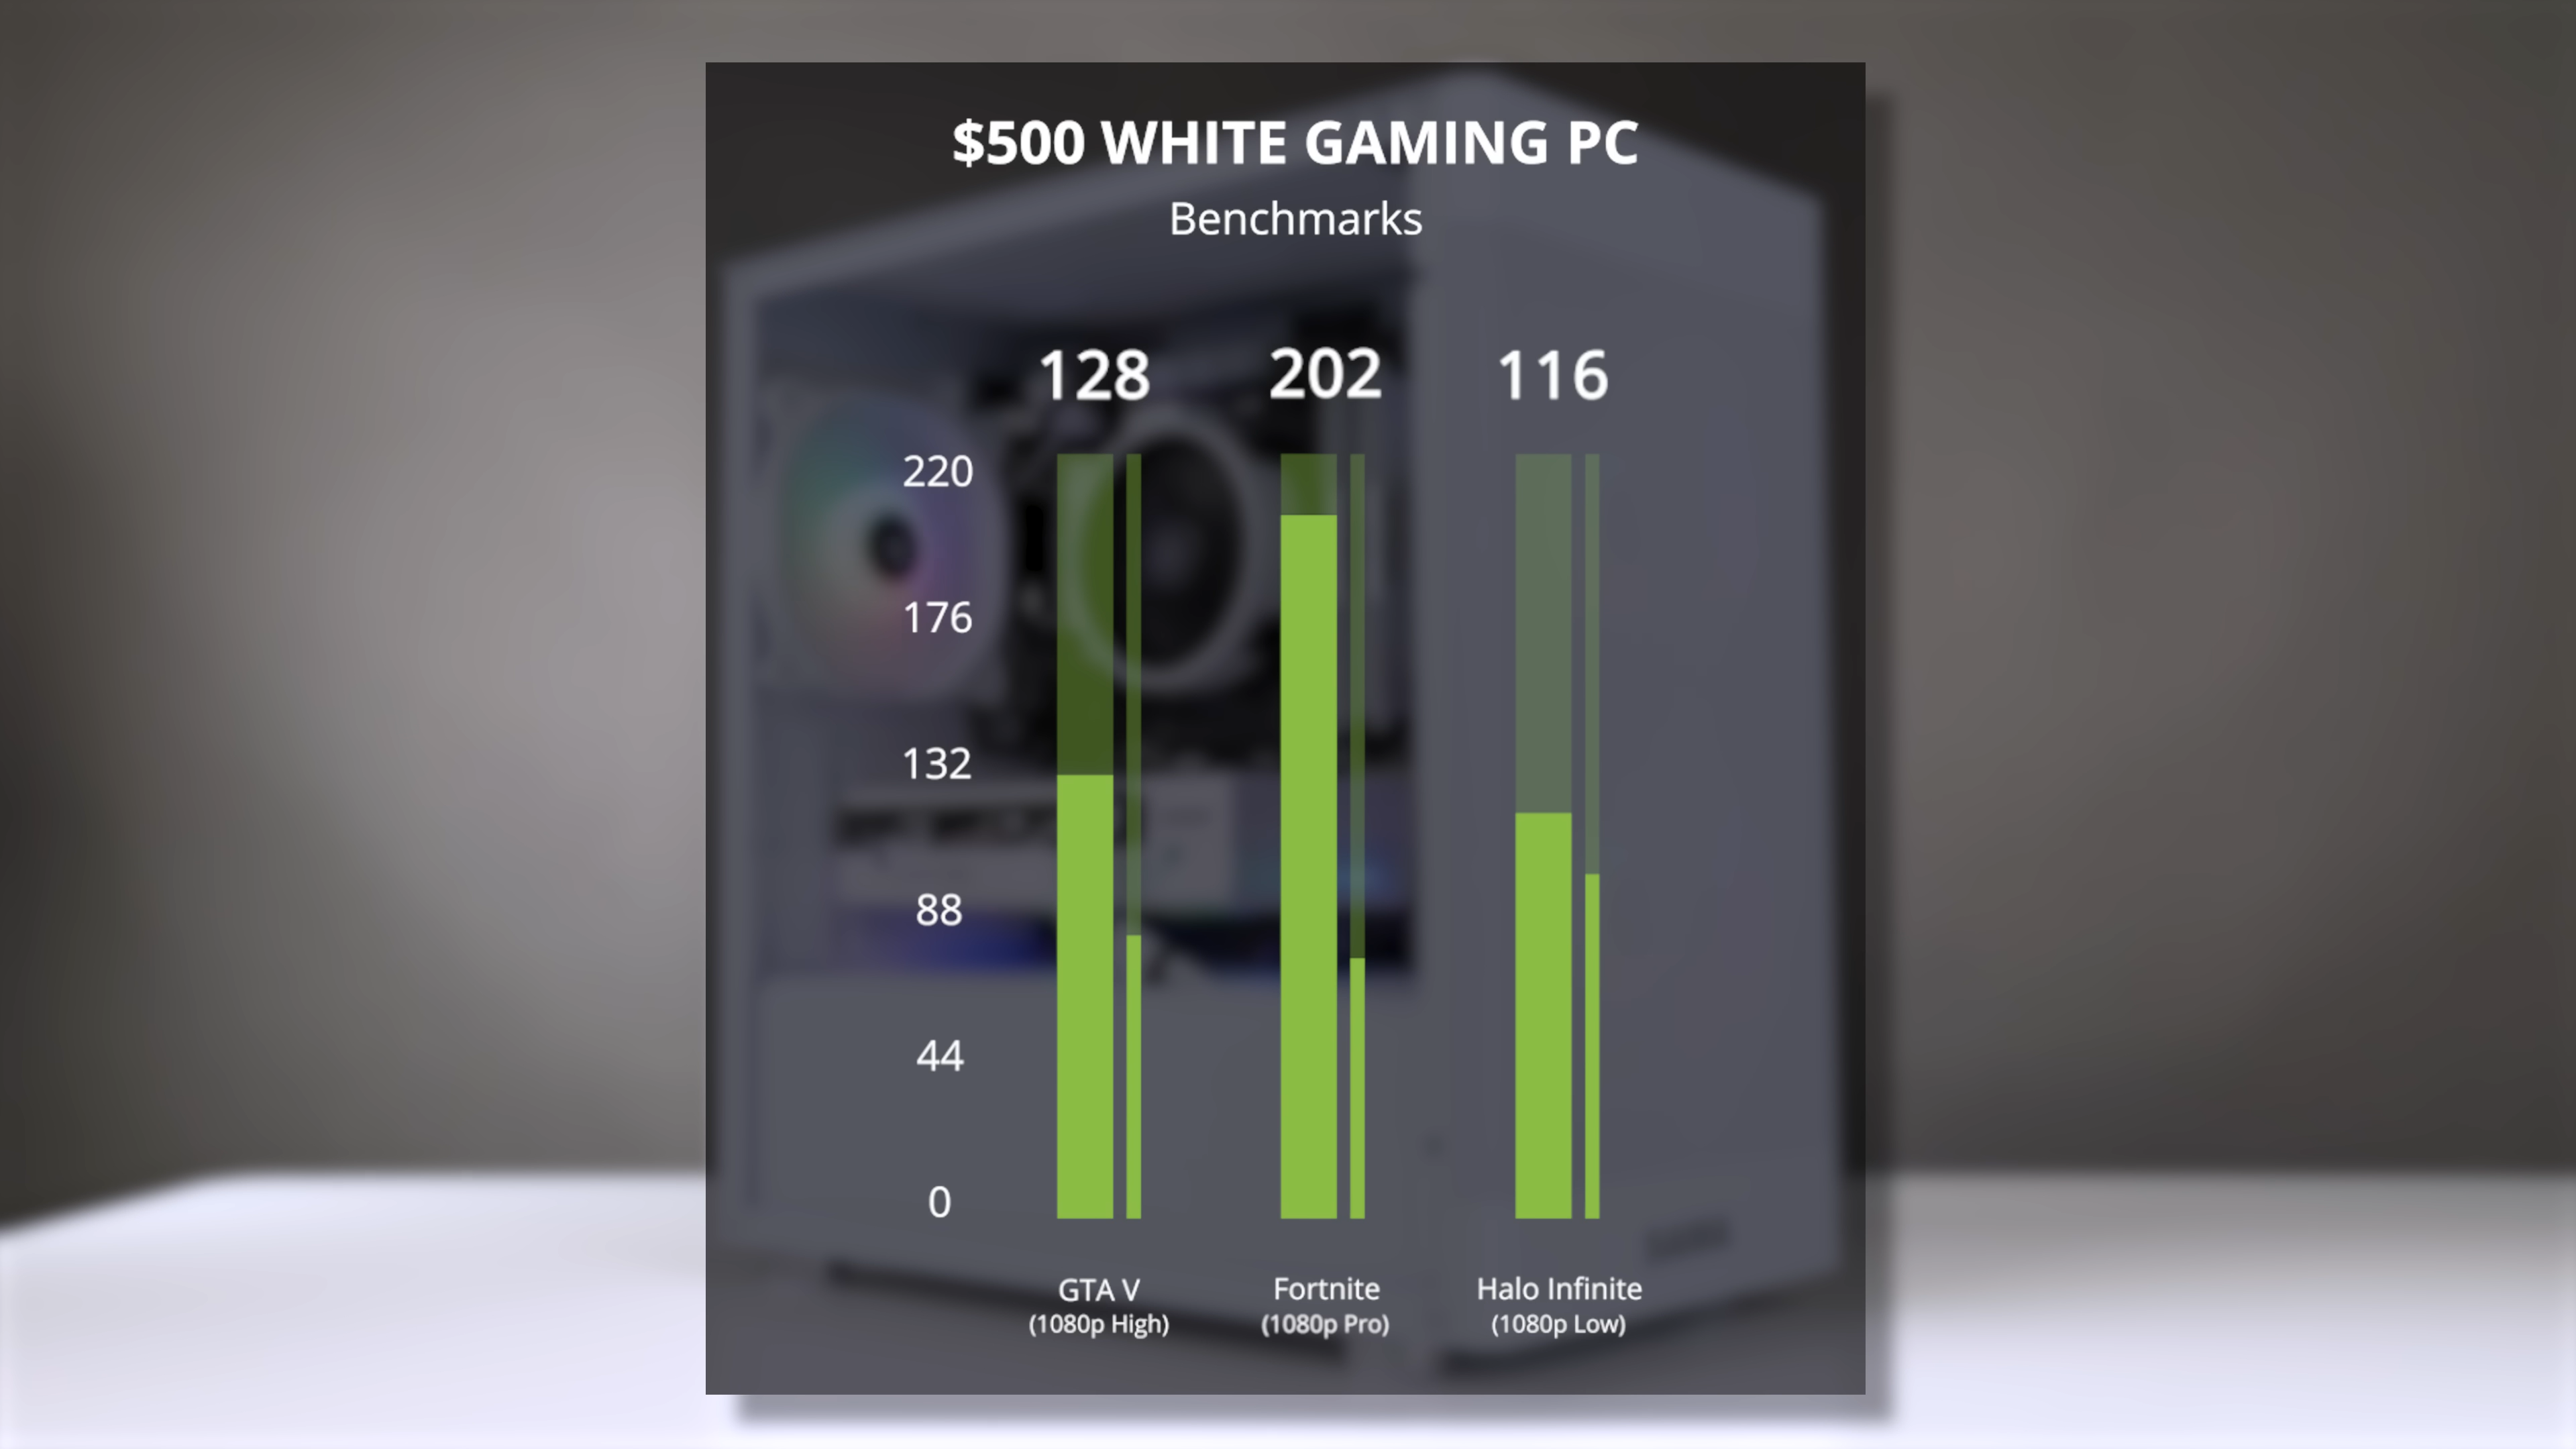 $500 WHITE GAMING PC
Benchmarks
128 202 116
220
176
132
88
44
0
GTA V Fortnite Halo Infinite
(1080p High) (1080p Pro) (1080p Low)